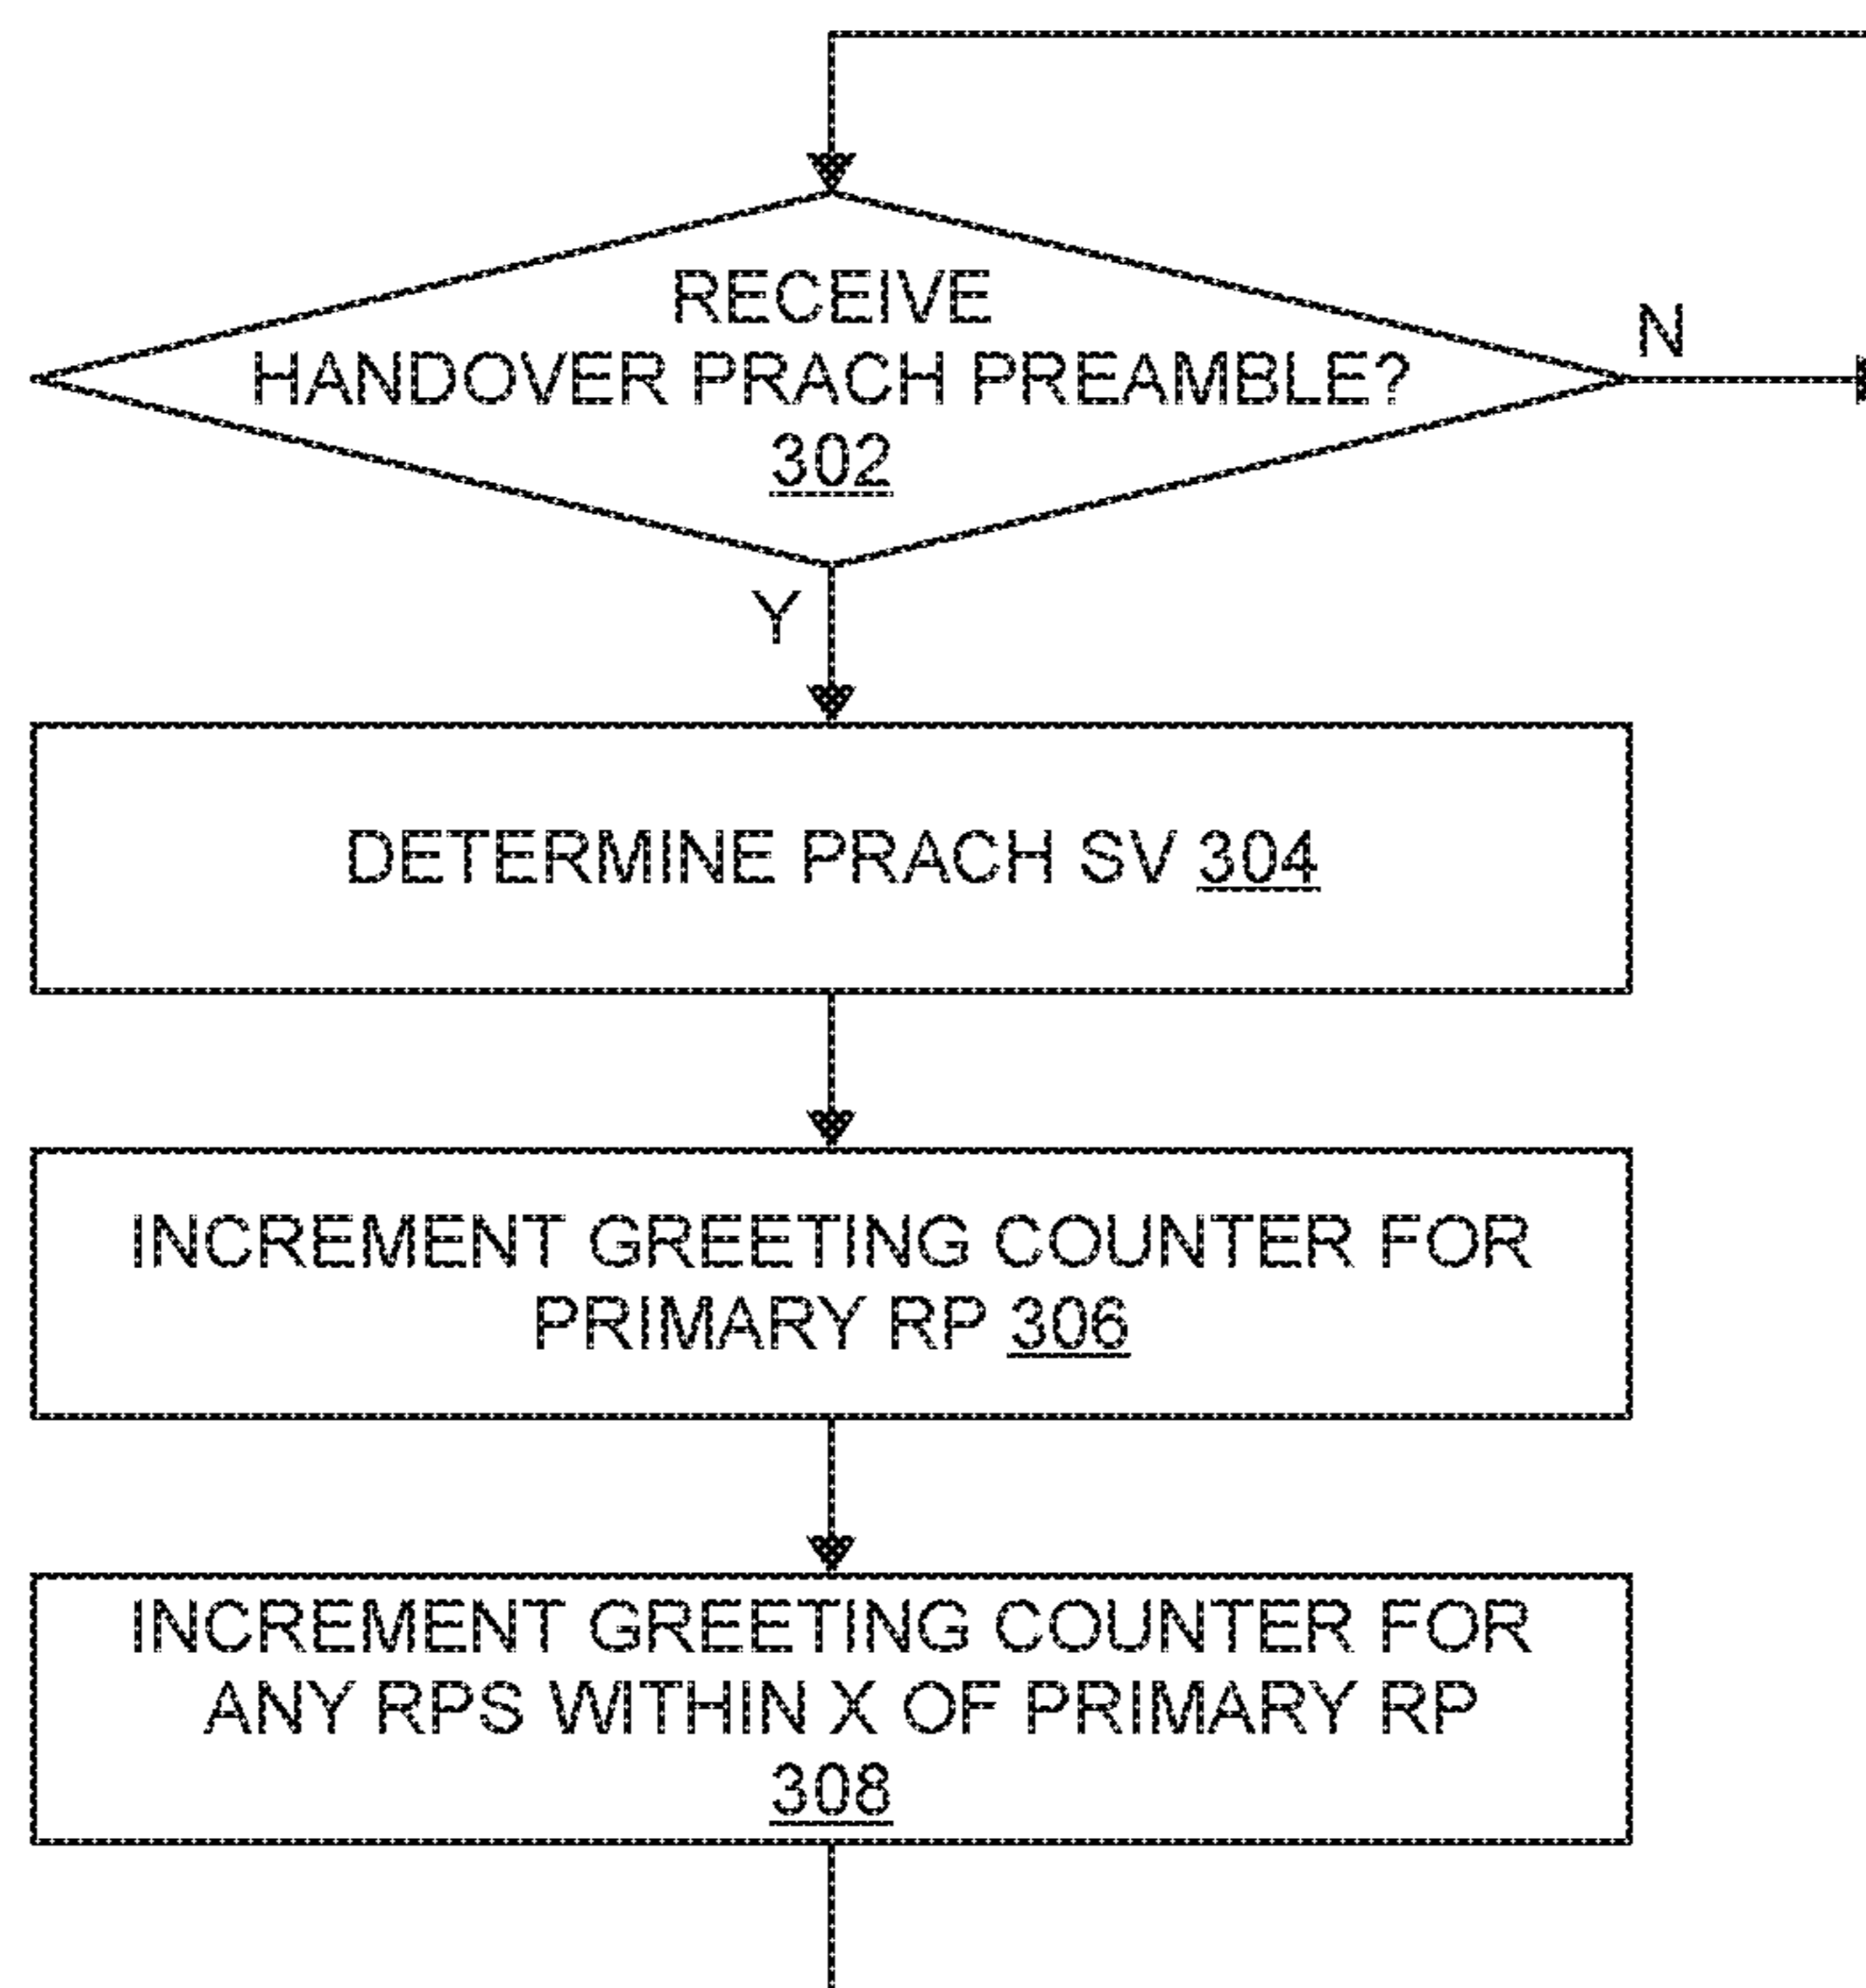 RECEIVE
HANDOVER PRACH PREAMBLE?
302
N
Y
DETERMINE PRACH SV 304
INCREMENT GREETING COUNTER FOR
PRIMARY RP 306
INCREMENT GREETING COUNTER FOR
ANY RPS WITHIN X OF PRIMARY RP
308